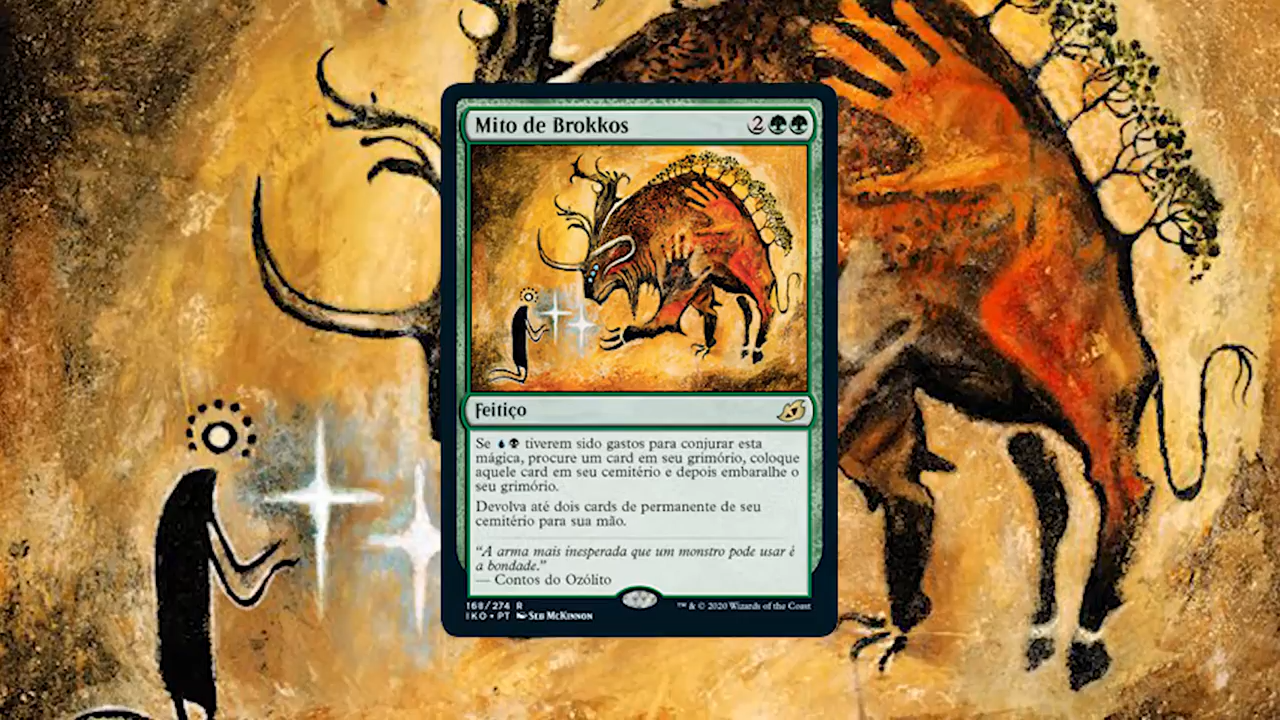 Mito de Brokkos 2
Feitiço
Se tiverem sido gastos para conjurar esta
mágica, procure um card em seu grimório, coloque
aquele card em seu cemitério e depois embaralhe o
seu grimório.
Devolva até dois cards de permanente de seu
cemitério para sua mão.
“A arma mais inesperada que um monstro pode usar é
a bondade.”
— Contos do Ozólito
168/274 R
IKO • PT Seb McKinnon
™ & © 2020 Wizards of the Coast